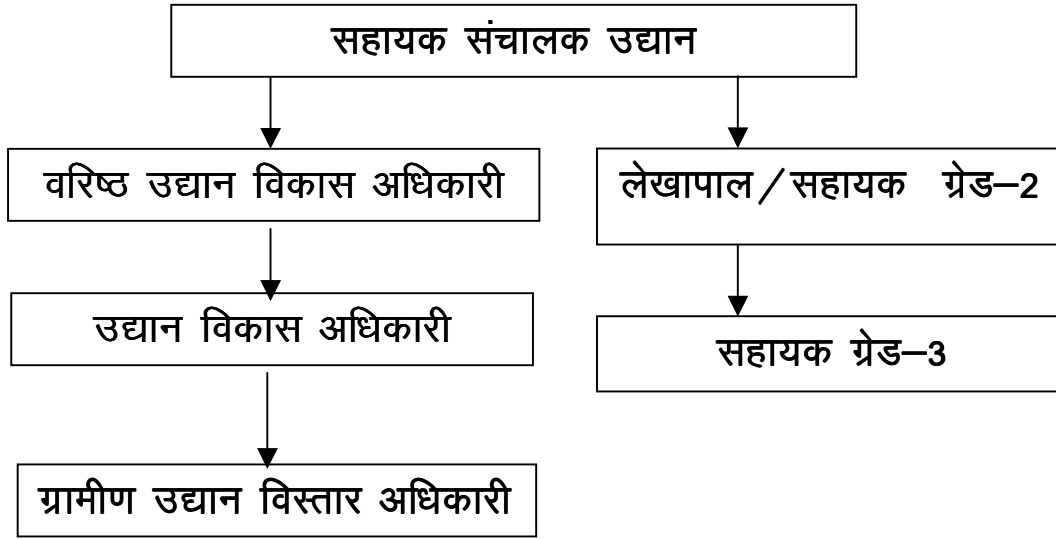 सहायक संचालक उद्यान
वरिष्ठ उद्यान विकास अधिकारी
लेखापाल/सहायक ग्रेड–2
उद्यान विकास अधिकारी
सहायक ग्रेड–3
ग्रामीण उद्यान विस्तार अधिकारी